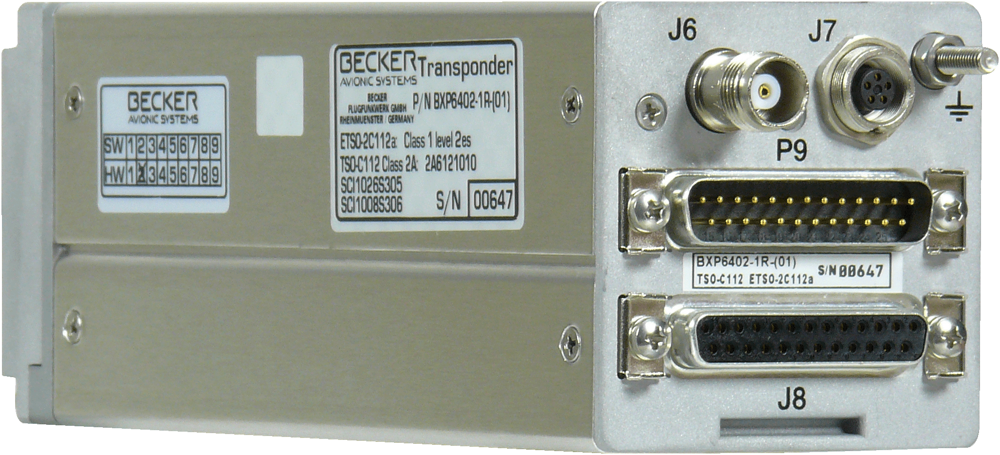 BECKER
AVIONIC SYSTEMS
SW 1 2 3 4 5 6 7 8 9
HW 1 2 3 4 5 6 7 8 9
BECKER Transponder
AVIONIC SYSTEMS
BECKER
FLUGFUNKWERK GMBH
RHEINMUENSTER / GERMANY
P/N BXP6402-1R-(01)
ETSO-2C112a: Class 1 level 2es
TSO-C112 Class 2A: 2A6121010
SCI1026S305
SCI1008S306
S/N 00647
J6
J7
P9
BXP6402-1R-(01)
TSO-C112 ETSO-2C112a
S/N 00647
J8